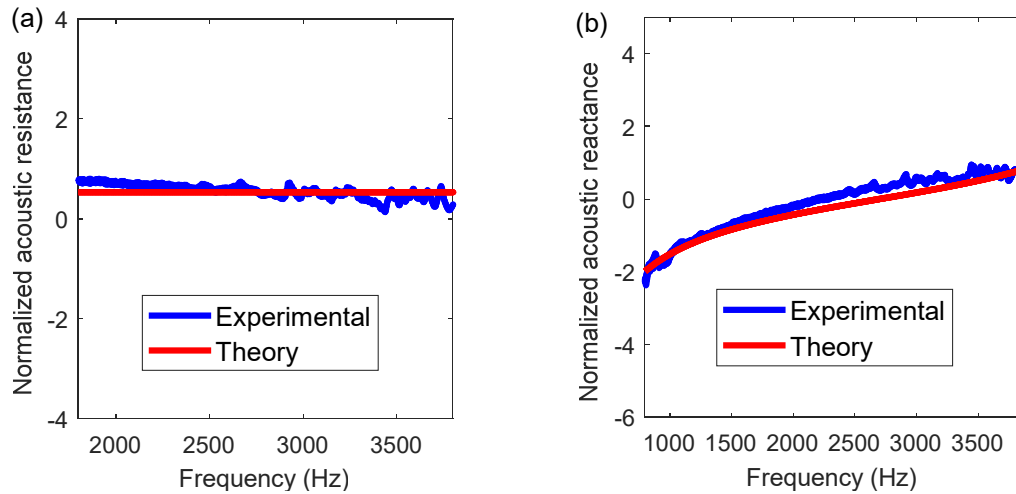 (a)
Normalized acoustic resistance
4
2
0
-2
-4
Experimental
Theory
2000 2500 3000 3500
Frequency (Hz)
(b)
Normalized acoustic reactance
4
2
0
-2
-4
-6
Experimental
Theory
1000 1500 2000 2500 3000 3500
Frequency (Hz)